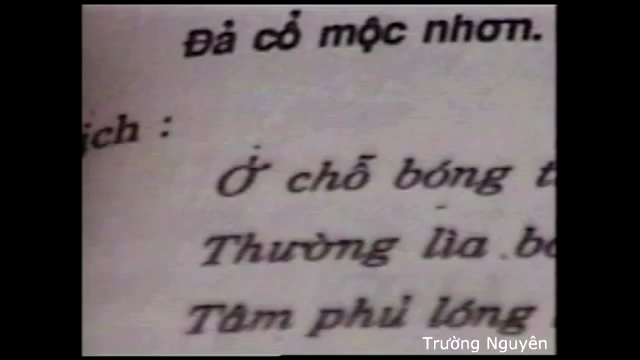 Đả cổ mộc nhơn.
ịch :
Ở chỗ bóng
Thường lìa
Tâm phủ lóng
Trường Nguyên